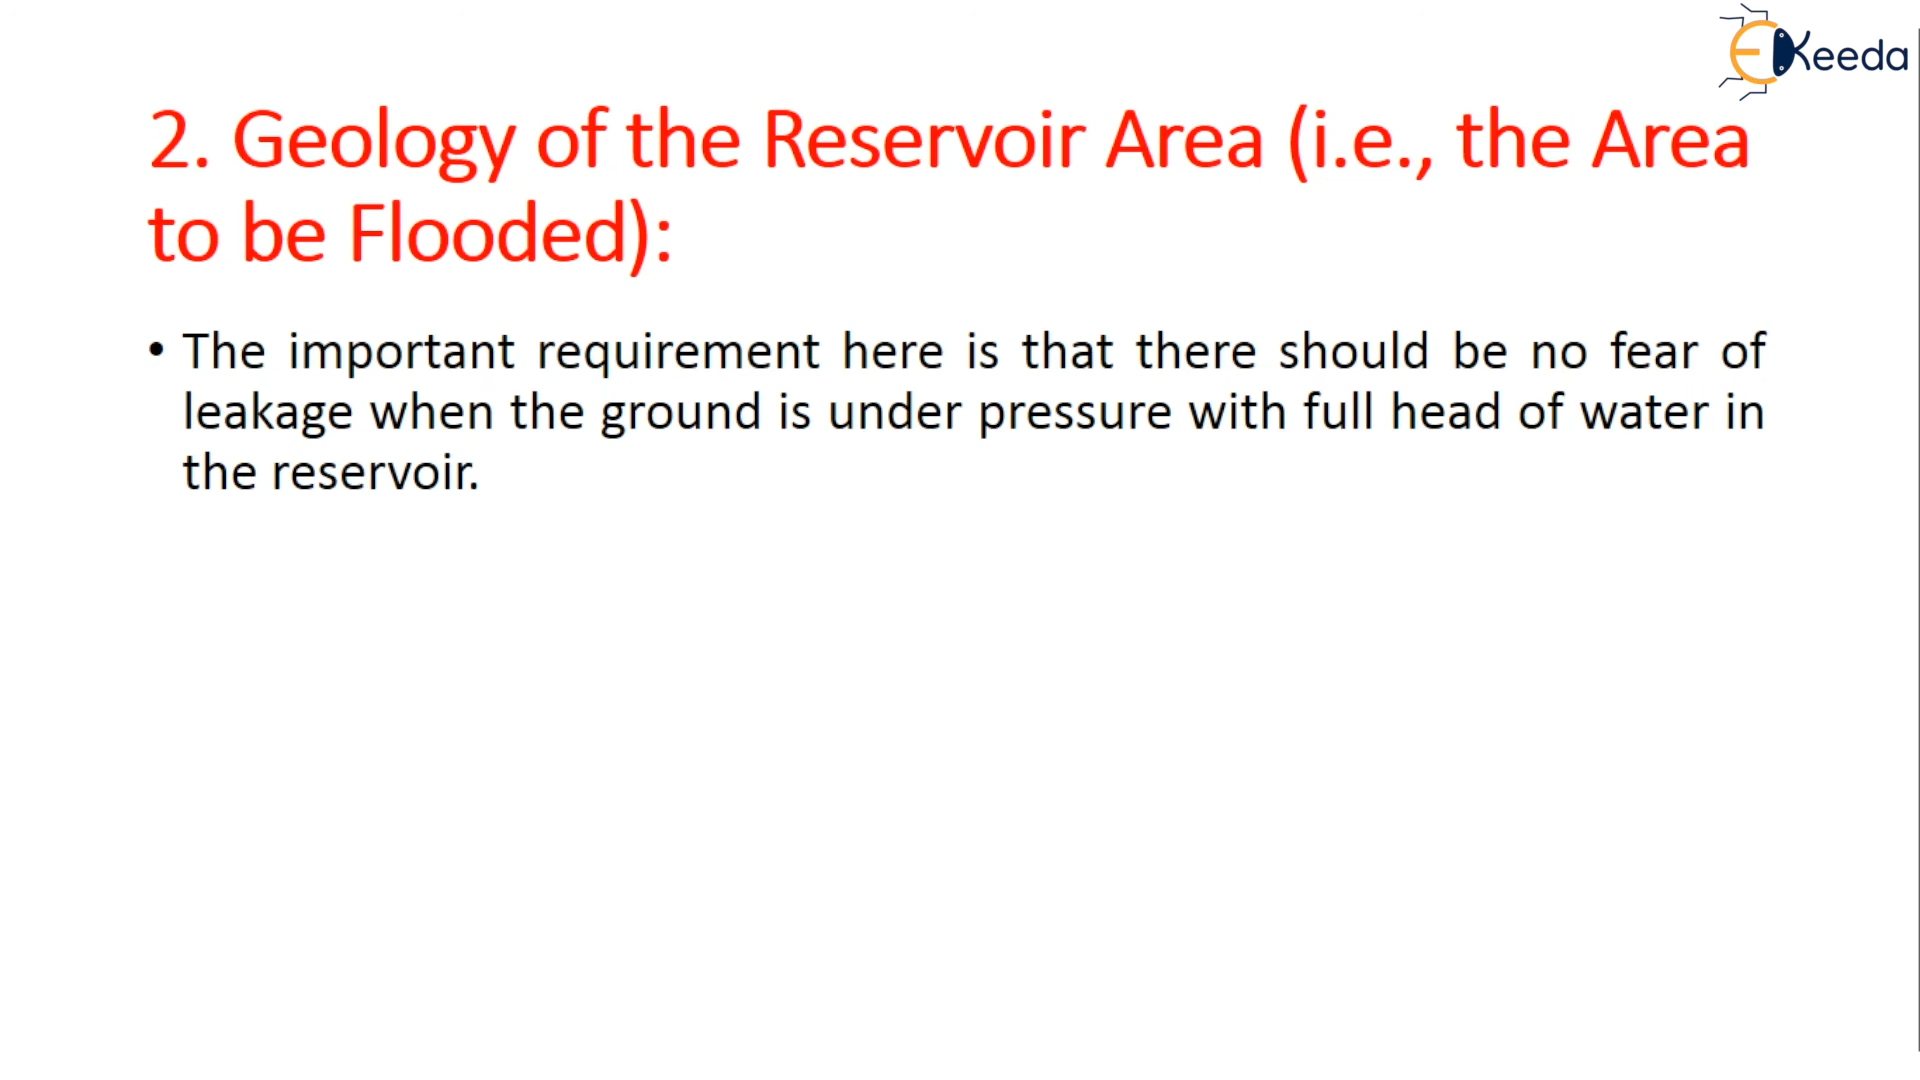 EKeeda
2. Geology of the Reservoir Area (i.e., the Area
to be Flooded):
• The important requirement here is that there should be no fear of
leakage when the ground is under pressure with full head of water in
the reservoir.